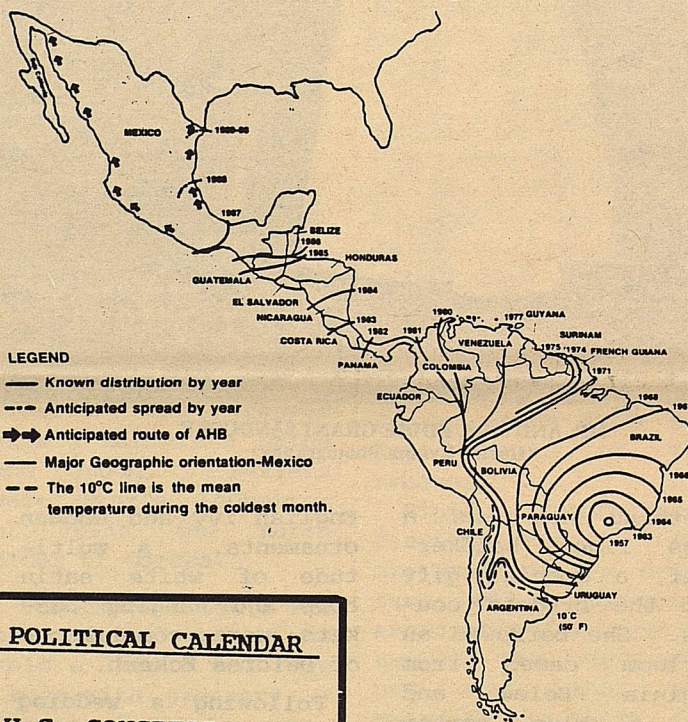 MEXICO
1989-88
1988
1987
BELIZE
1986
1985
HONDURAS
GUATEMALA
1984
EL SALVADOR
NICARAGUA
1983
COSTA RICA
1982
PANAMA
1981
1980
1977 GUYANA
VENEZUELA
SURINAM
1975 1974 FRENCH GUIANA
COLOMBIA
1971
ECUADOR
1968
BRAZIL
PERU
BOLIVIA
1965
PARAGUAY
1964
CHILE
1957 1963
URUGUAY
ARGENTINA
10°C
(50° F)
LEGEND
Known distribution by year
Anticipated spread by year
Anticipated route of AHB
Major Geographic orientation-Mexico
The 10°C line is the mean
temperature during the coldest month.
POLITICAL CALENDAR